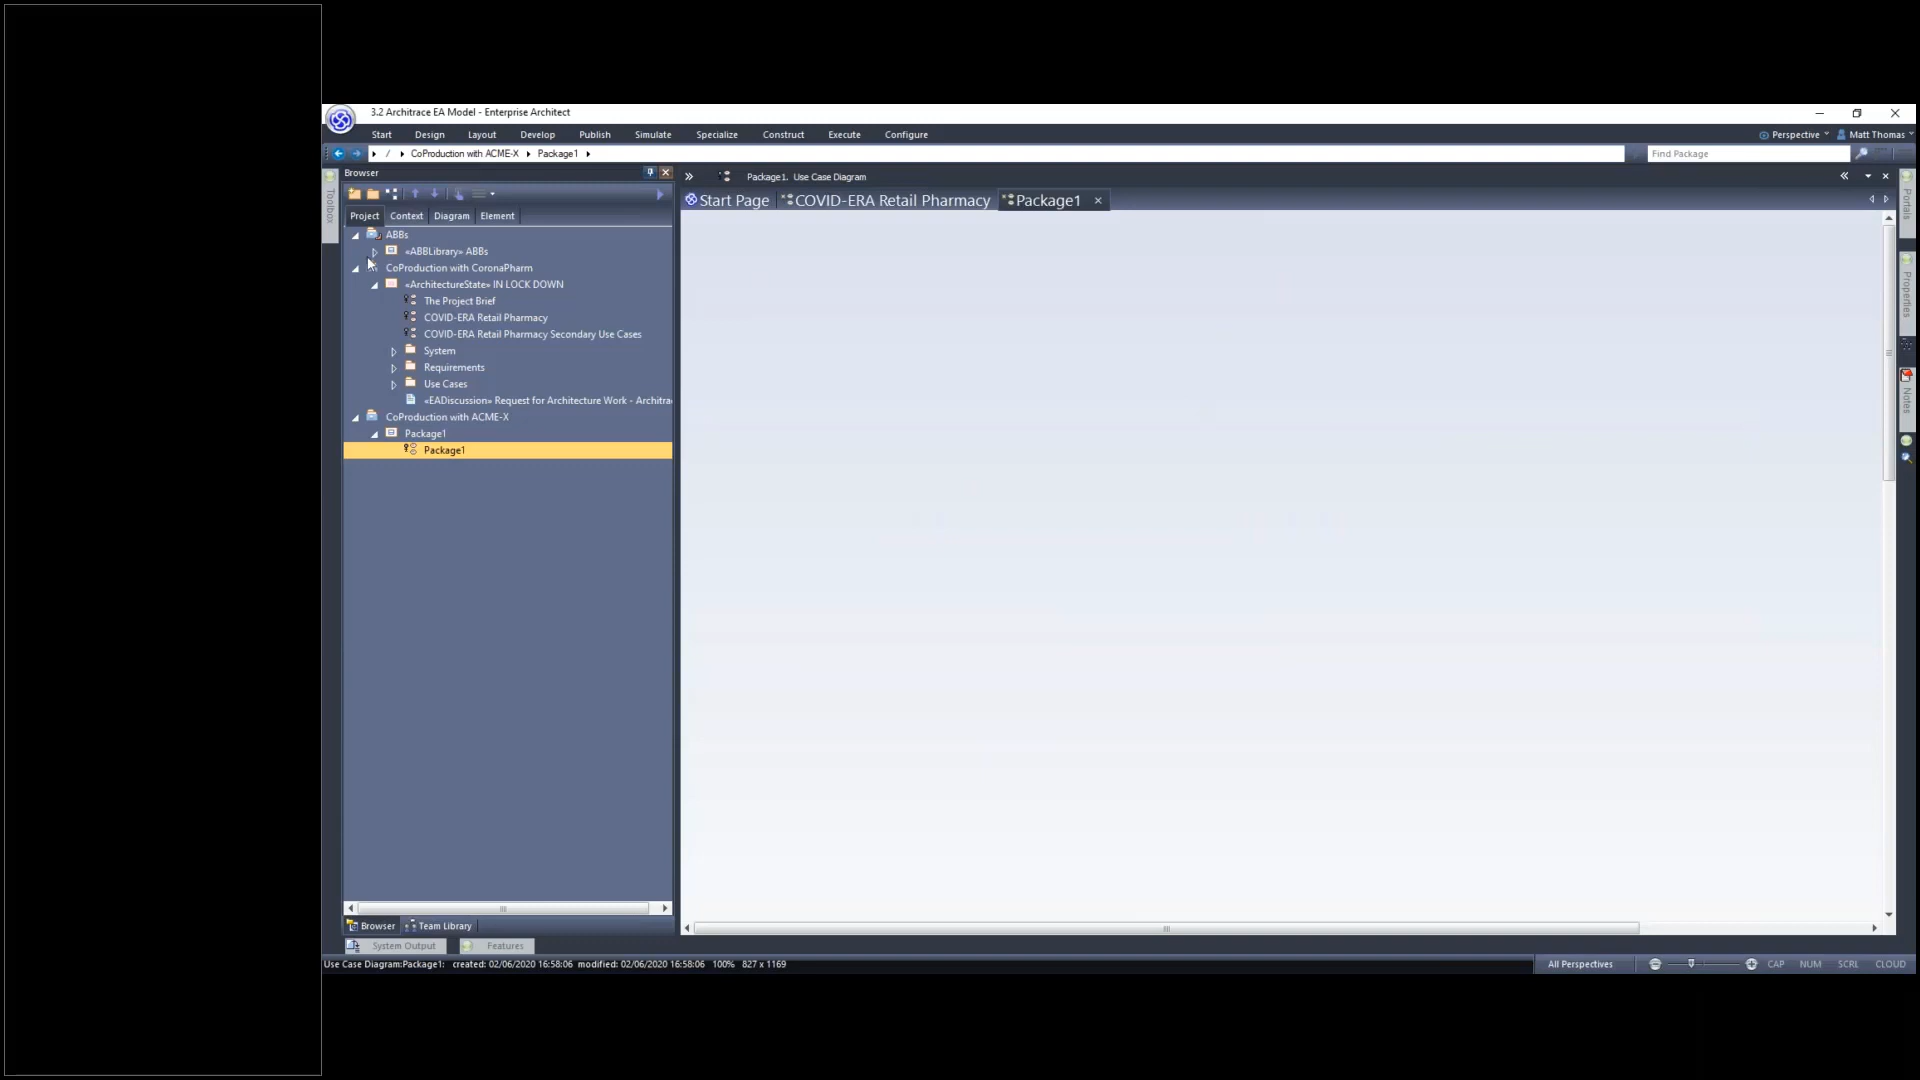 3.2 Architrace EA Model - Enterprise Architect
Start Design Layout Develop Publish Simulate Specialize Construct Execute Configure
Perspective Matt Thomas
/ CoProduction with ACME-X Package1
Find Package
Browser
Package1. Use Case Diagram
Toolbox
Project Context Diagram Element
Start Page COVID-ERA Retail Pharmacy Package1
ABBs
«ABBLibrary» ABBs
CoProduction with CoronaPharm
«ArchitectureState» IN LOCK DOWN
The Project Brief
COVID-ERA Retail Pharmacy
COVID-ERA Retail Pharmacy Secondary Use Cases
System
Requirements
Use Cases
«EADiscussion» Request for Architecture Work - Architra
CoProduction with ACME-X
Package1
Package1
Portals
Properties
Notes
Browser Team Library
System Output Features
Use Case Diagram:Package1: created: 02/06/2020 16:58:06 modified: 02/06/2020 16:58:06 100% 827 x 1169
All Perspectives CAP NUM SCRL CLOUD